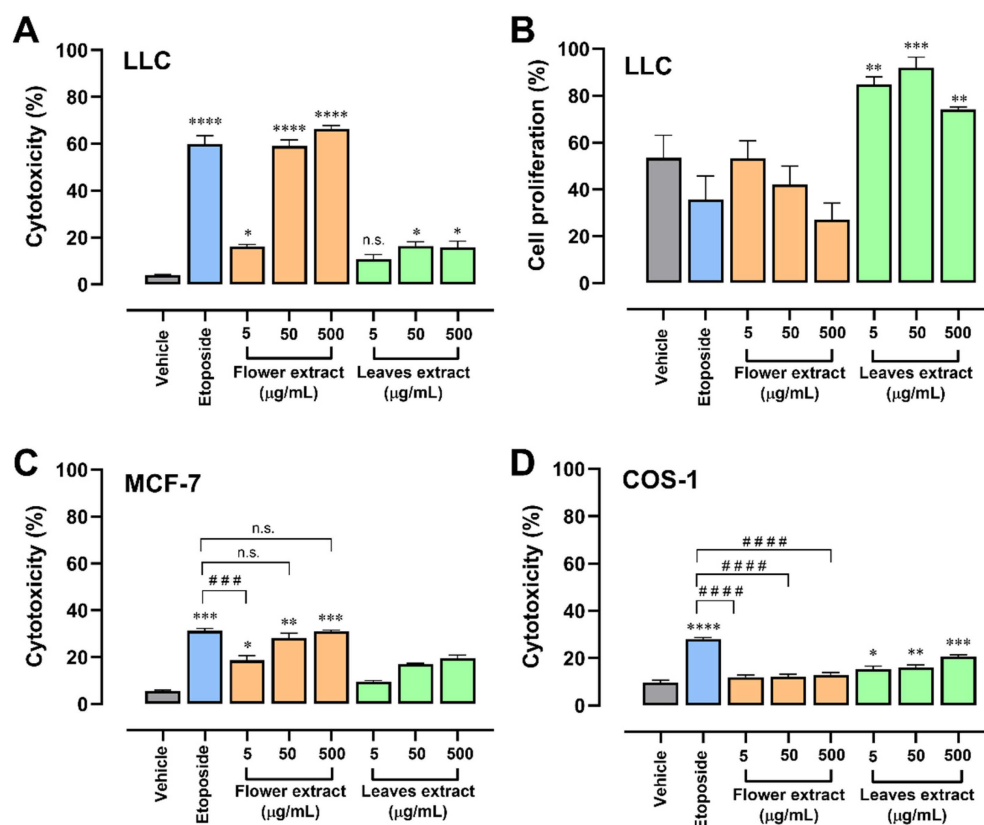 A
LLC
Cytotoxicity (%)
100
80
60
40
20
0
****
*
****
****
n.s.
*
*
Vehicle
Etoposide
5 50 500
5 50 500
Flower extract
(μg/mL)
Leaves extract
(μg/mL)
B
LLC
Cell proliferation (%)
100
80
60
40
20
0
**
***
**
Vehicle
Etoposide
5 50 500
5 50 500
Flower extract
(μg/mL)
Leaves extract
(μg/mL)
C
MCF-7
Cytotoxicity (%)
100
80
60
40
20
0
n.s.
n.s.
###
***
*
**
***
Vehicle
Etoposide
5 50 500
5 50 500
Flower extract
(μg/mL)
Leaves extract
(μg/mL)
D
COS-1
Cytotoxicity (%)
100
80
60
40
20
0
####
####
####
****
*
**
***
Vehicle
Etoposide
5 50 500
5 50 500
Flower extract
(μg/mL)
Leaves extract
(μg/mL)